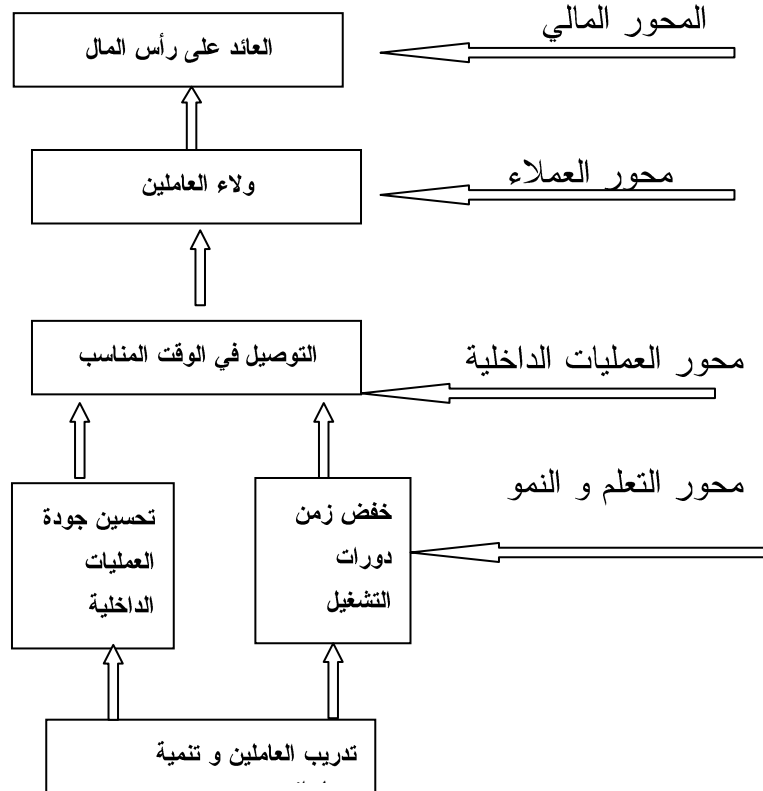 المحور المالي
العائد على رأس المال
محور العملاء
ولاء العاملين
محور العمليات الداخلية
التوصيل في الوقت المناسب
محور التعلم و النمو
خفض زمن
دورات
التشغيل
تحسين جودة
العمليات
الداخلية
تدريب العاملين و تنمية